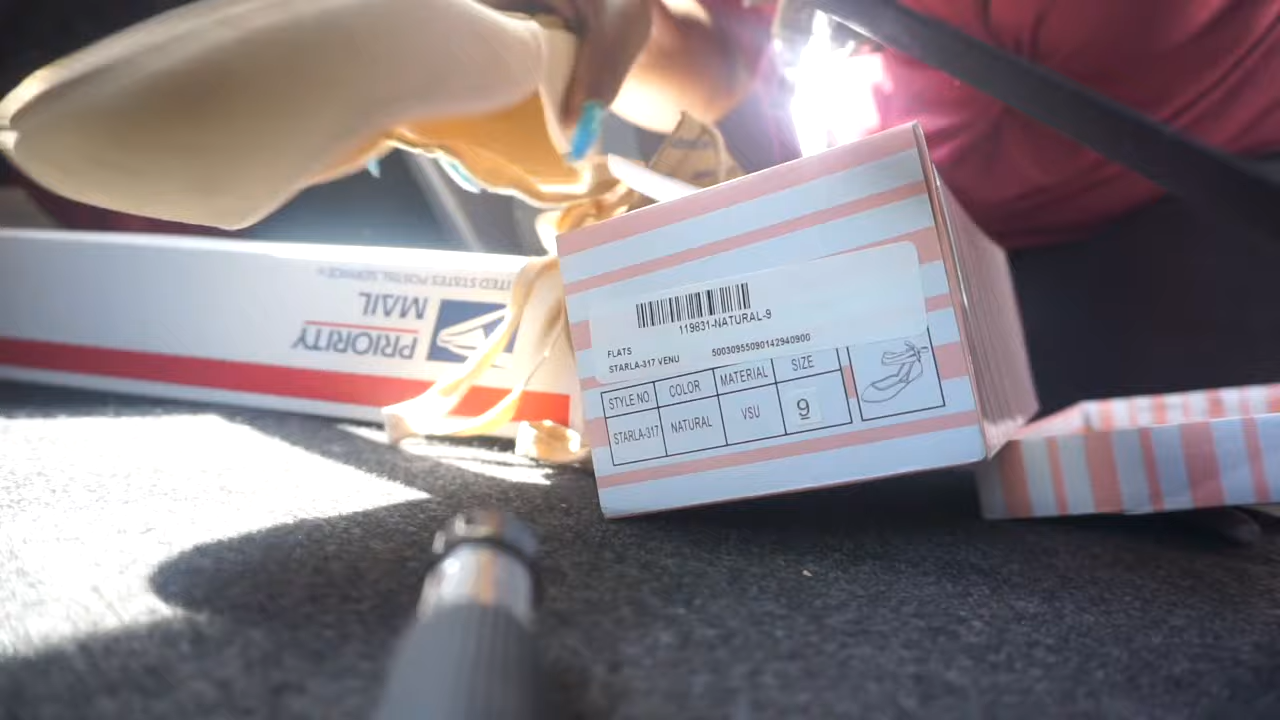 UNITED STATES POSTAL SERVICE®
PRIORITY
MAIL
119831-NATURAL-9
FLATS
STARLA-317 VENU 5003095509014294090​0
STYLE NO. COLOR MATERIAL SIZE
STARLA-317 NATURAL VSU 9